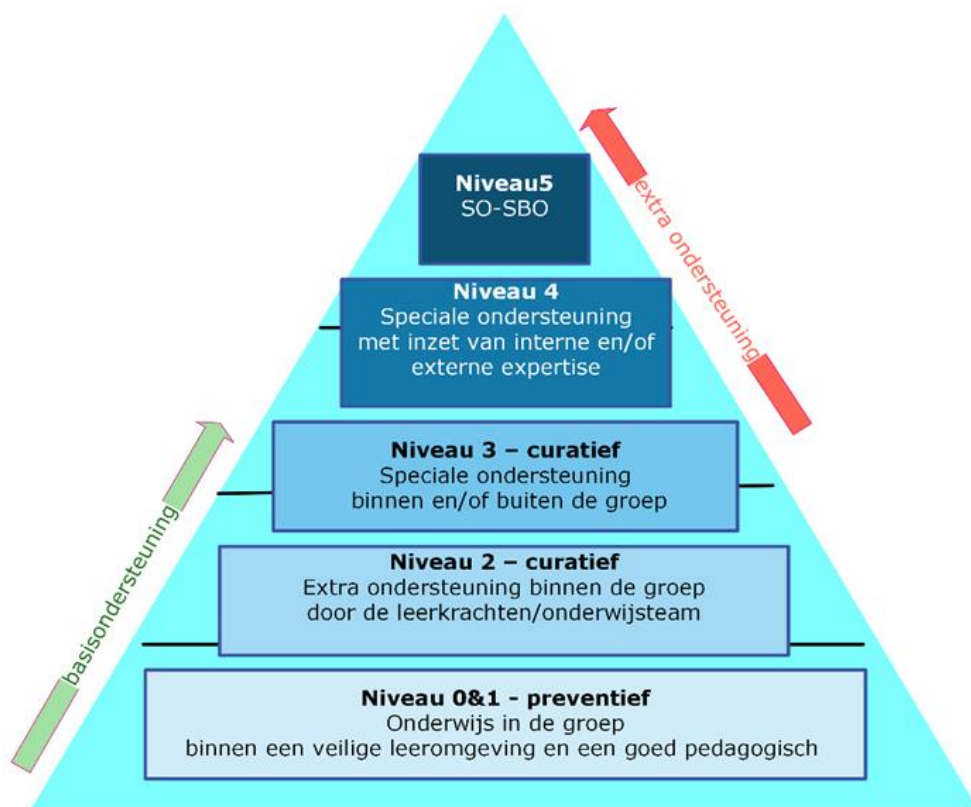 Niveau5
SO-SBO
extra ondersteuning
Niveau 4
Speciale ondersteuning
met inzet van interne en/of
externe expertise
Niveau 3 – curatief
Speciale ondersteuning
binnen en/of buiten de groep
basisondersteuning
Niveau 2 – curatief
Extra ondersteuning binnen de groep
door de leerkrachten/onderwijsteam
Niveau 0&1 - preventief
Onderwijs in de groep
binnen een veilige leeromgeving en een goed pedagogisch